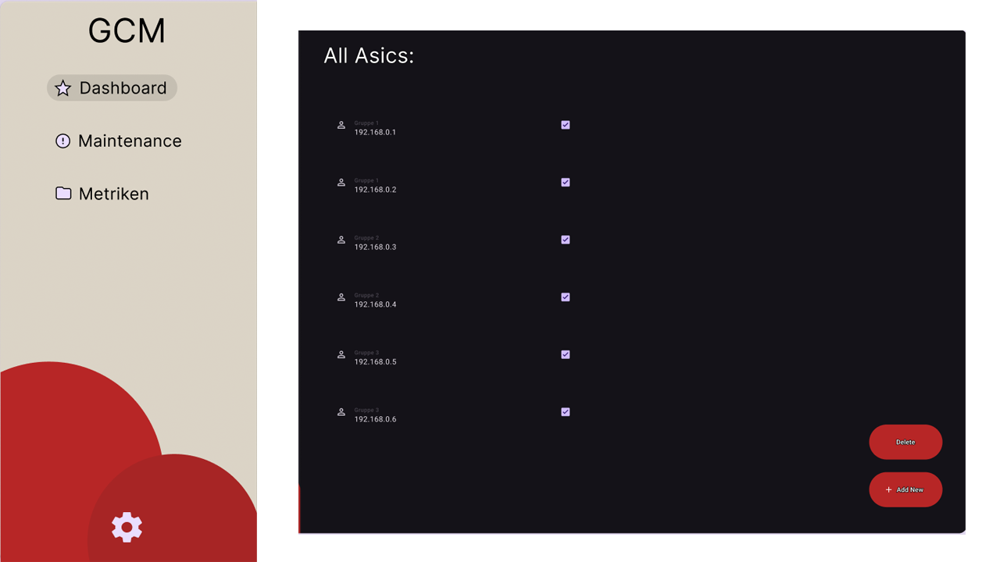 GCM
Dashboard
Maintenance
Metriken
All Asics:
Gruppe 1
192.168.0.1
Gruppe 1
192.168.0.2
Gruppe 2
192.168.0.3
Gruppe 2
192.168.0.4
Gruppe 3
192.168.0.5
Gruppe 3
192.168.0.6
Delete
+ Add New